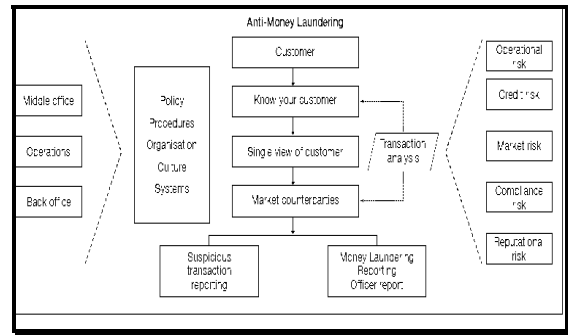 Anti-Money Laundering
Customer
Know your customer
Single view of customer
Market counterparties
Suspicious
transaction
reporting
Money Laundering
Reporting
Officer report
Middle office
Operations
Back office
Policy
Procedures
Organisation
Culture
Systems
Transaction
analysis
Operational
risk
Credit risk
Market risk
Compliance
risk
Reputational
risk